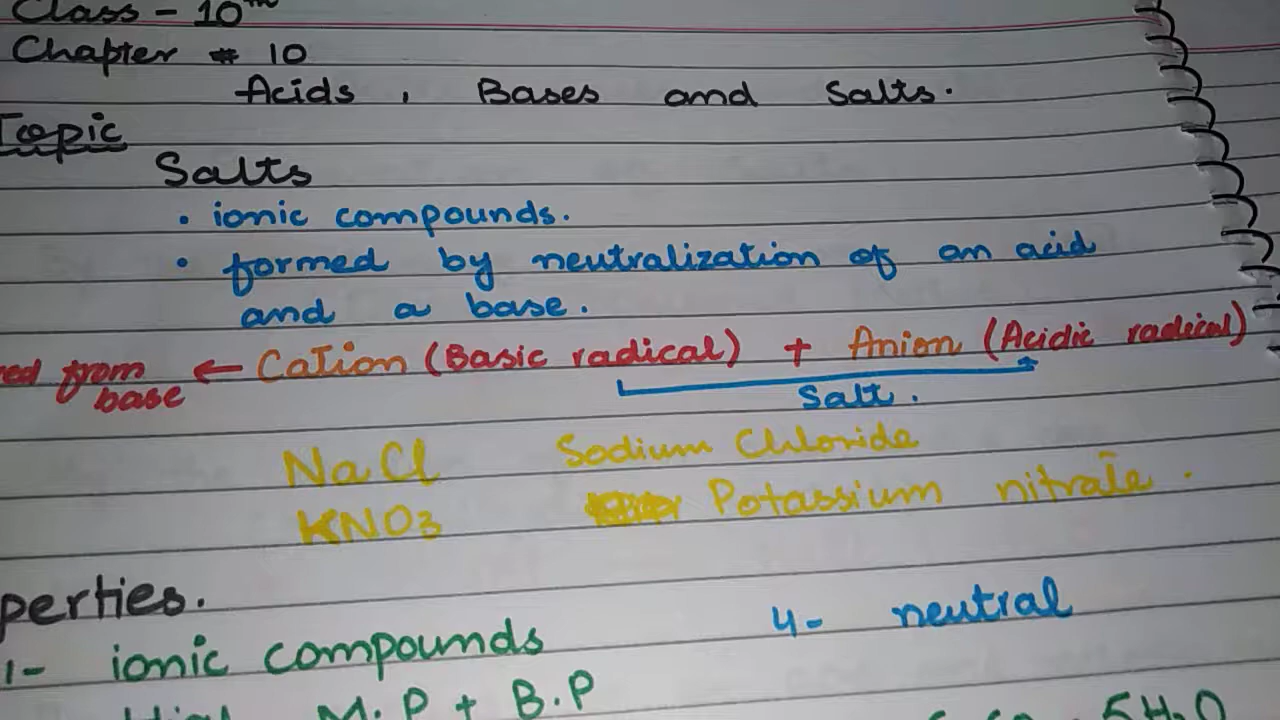 Class - 10th
Chapter # 10
Acids, Bases and Salts.
Topic
Salts
• ionic compounds.
• formed by neutralization of an acid
and a base.
from base ← Cation (Basic radical) + Anion (Acidic radical)
Salt.
NaCl Sodium Chloride
KNO3 Potassium nitrate.
perties.
1- ionic compounds 4- neutral
M.P + B.P 5H2O